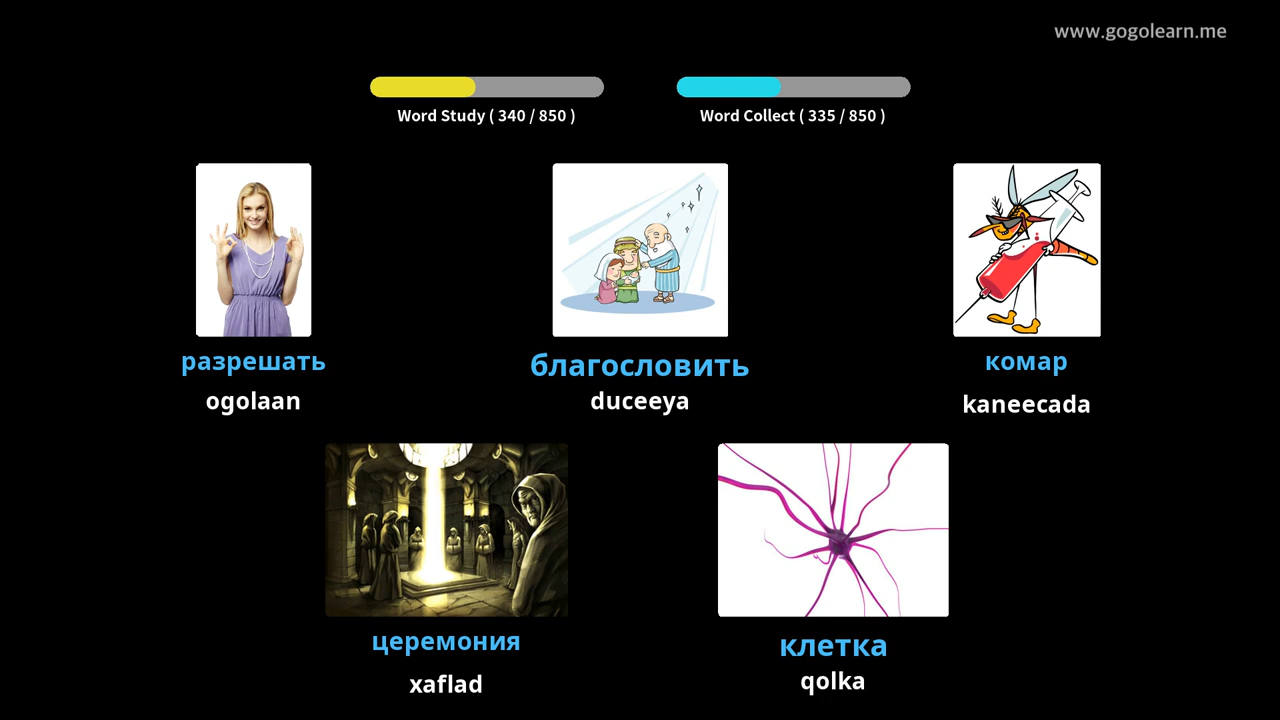 www.gogolearn.me
Word Study ( 340 / 850 )
Word Collect ( 335 / 850 )
разрешать
ogolaan
благословить
duceeya
комар
kaneecada
церемония
xaflad
клетка
qolka